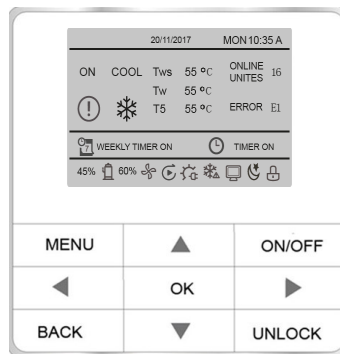 20/11/2017 MON 10:35 A
ON COOL Tws 55 °C ONLINE UNITES 16
Tw 55 °C
T5 55 °C ERROR E1
7 WEEKLY TIMER ON TIMER ON
45% 60%
MENU ON/OFF
OK
BACK UNLOCK